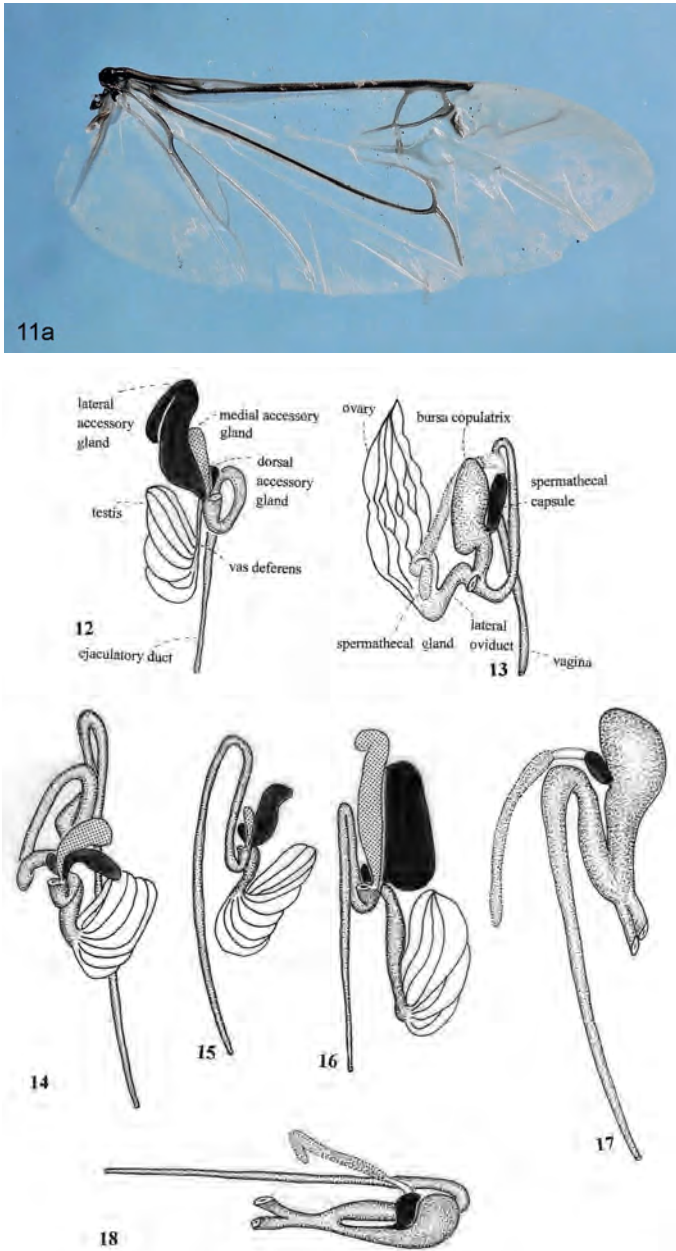 11a
lateral
accessory
gland
medial accessory
gland
dorsal
accessory
gland
testis
vas deferens
12
ejaculatory duct
ovary
bursa copulatrix
spermathecal
capsule
spermathecal gland
lateral
oviduct
13
vagina
14
15
16
17
18